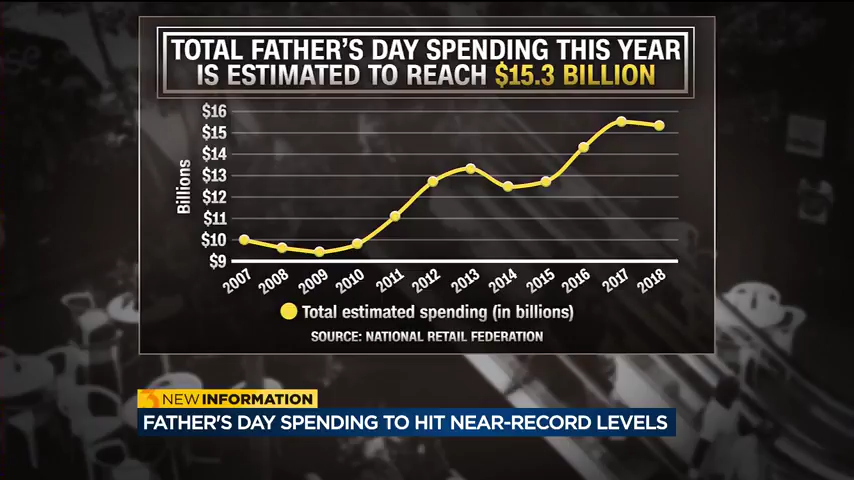 TOTAL FATHER'S DAY SPENDING THIS YEAR
IS ESTIMATED TO REACH $15.3 BILLION
Billions
$16
$15
$14
$13
$12
$11
$10
$9
2007 2008 2009 2010 2011 2012 2013 2014 2015 2016 2017 2018
Total estimated spending (in billions)
SOURCE: NATIONAL RETAIL FEDERATION
3 NEW INFORMATION
FATHER'S DAY SPENDING TO HIT NEAR-RECORD LEVELS